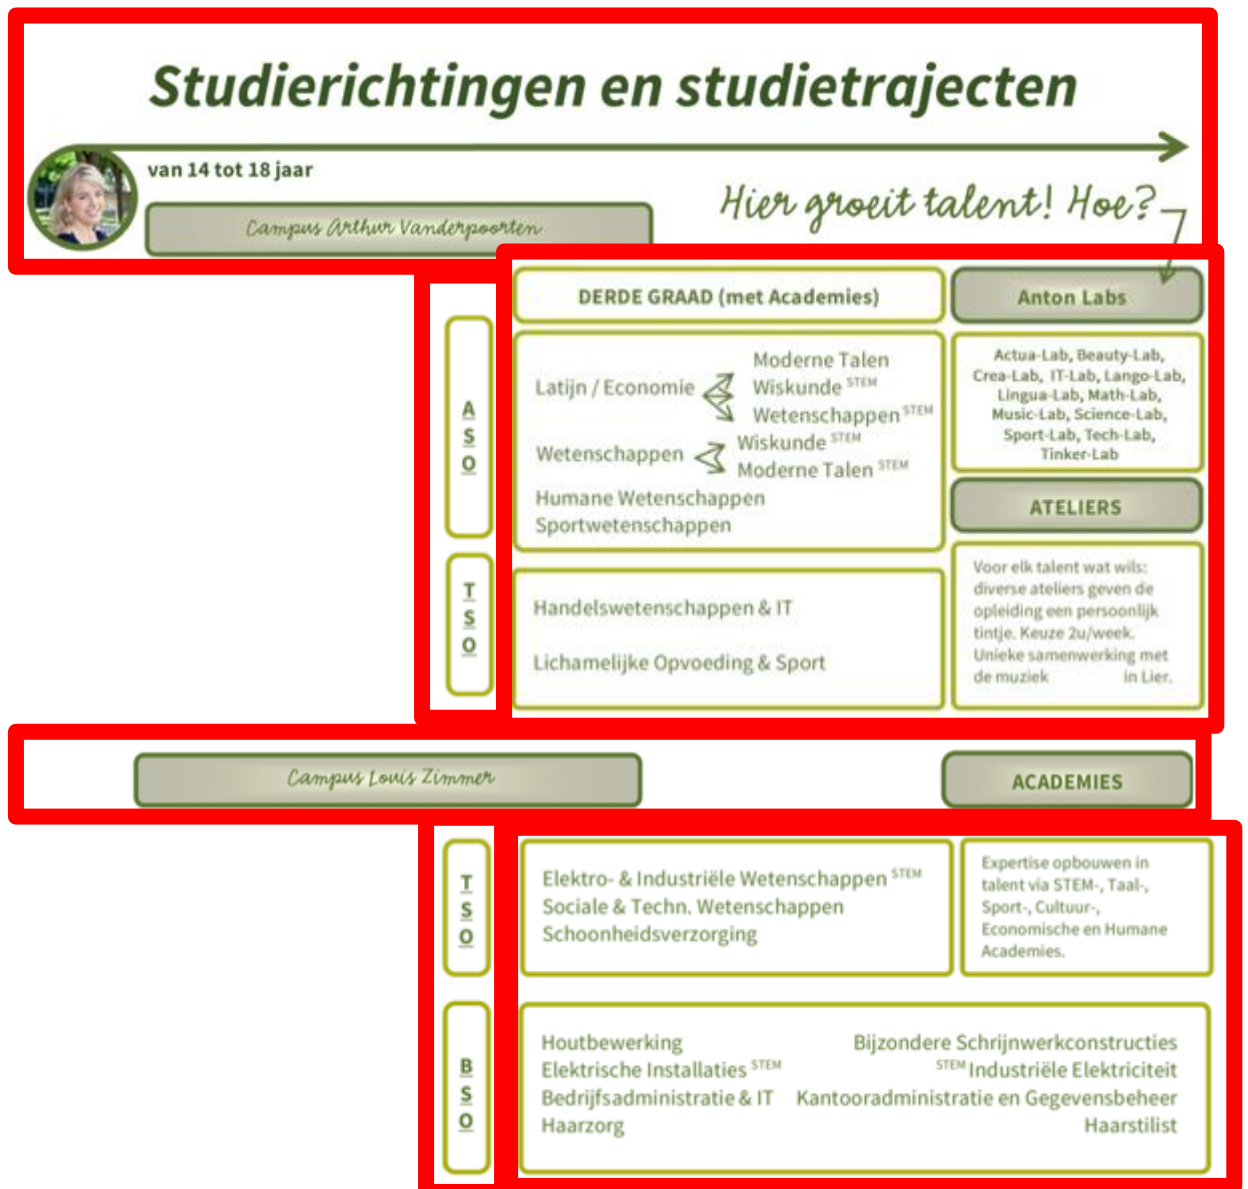 Studierichtingen en studietrajecten
van 14 tot 18 jaar
Hier groeit talent! Hoe?
Campus Arthur Vanderpoorten
DERDE GRAAD (met Academies)
Anton Labs
ASO
Latijn / Economie
Moderne Talen
Wiskunde STEM
Wetenschappen STEM
Wetenschappen
Wiskunde STEM
Moderne Talen STEM
Humane Wetenschappen
Sportwetenschappen
Actua-Lab, Beauty-Lab,
Crea-Lab, IT-Lab, Lango-Lab,
Lingua-Lab, Math-Lab,
Music-Lab, Science-Lab,
Sport-Lab, Tech-Lab,
Tinker-Lab
ATELIERS
TSO
Handelswetenschappen & IT
Lichamelijke Opvoeding & Sport
Voor elk talent wat wils:
diverse ateliers geven de
opleiding een persoonlijk
tintje. Keuze 2u/week.
Unieke samenwerking met
de muziek in Lier.
Campus Louis Zimmer
ACADEMIES
TSO
Elektro- & Industriële Wetenschappen STEM
Sociale & Techn. Wetenschappen
Schoonheidsverzorging
Expertise opbouwen in
talent via STEM-, Taal-,
Sport-, Cultuur-,
Economische en Humane
Academies.
BSO
Houtbewerking Bijzondere Schrijnwerkconstructies
Elektrische Installaties STEM STEM Industriële Elektriciteit
Bedrijfsadministratie & IT Kantooradministratie en Gegevensbeheer
Haarzorg Haarstilist